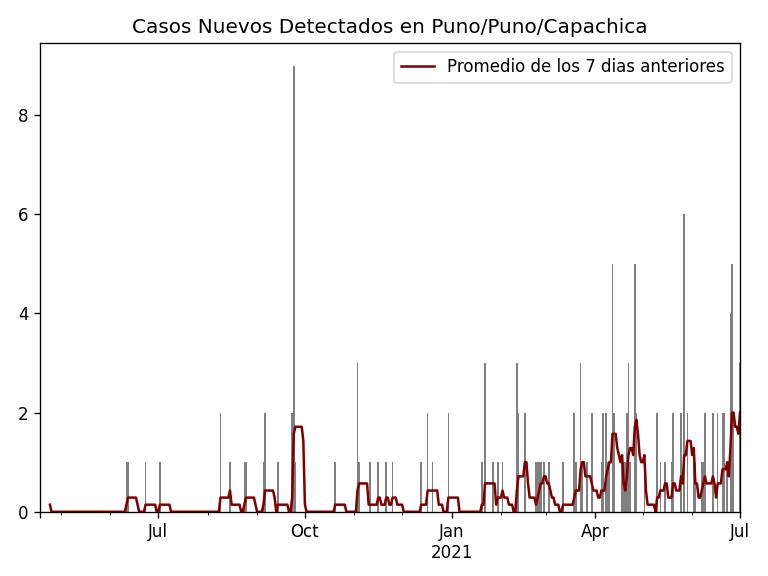 Casos Nuevos Detectados en Puno/Puno/Capachica
Promedio de los 7 dias anteriores
8
6
4
2
0
Jul
Oct
Jan
2021
Apr
Jul